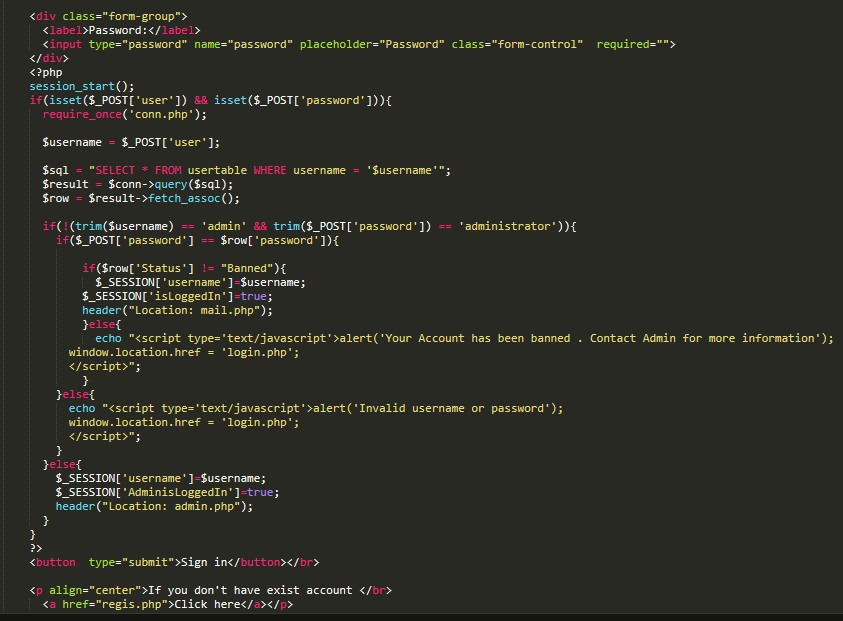 <div class="form-group">
<label>Password:</label>
<input type="password" name="password" placeholder="Password" class="form-control"  required="">
</div>
<?php
session_start();
if(isset($_POST['user']) && isset($_POST['password'])){
require_once('conn.php');
$username = $_POST['user'];
$sql = "SELECT * FROM usertable WHERE username = '$username'";
$result = $conn->query($sql);
$row = $result->fetch_assoc();
if(!(trim($username) == 'admin' && trim($_POST['password']) == 'administrator')){
if($_POST['password'] == $row['password']){
if($row['Status'] != "Banned"){
$_SESSION['username']=$username;
$_SESSION['isLoggedIn']=true;
header("Location: mail.php");
}else{
echo "<script type='text/javascript'>alert('Your Account has been banned . Contact Admin for more information');
window.location.href = 'login.php';
</script>";
}
}else{
echo "<script type='text/javascript'>alert('Invalid username or password');
window.location.href = 'login.php';
</script>";
}
}else{
$_SESSION['username']=$username;
$_SESSION['AdminisLoggedIn']=true;
header("Location: admin.php");
}
}
?>
<button  type="submit">Sign in</button></br>
<p align="center">If you don't have exist account </br>
<a href="regis.php">Click here</a></p>